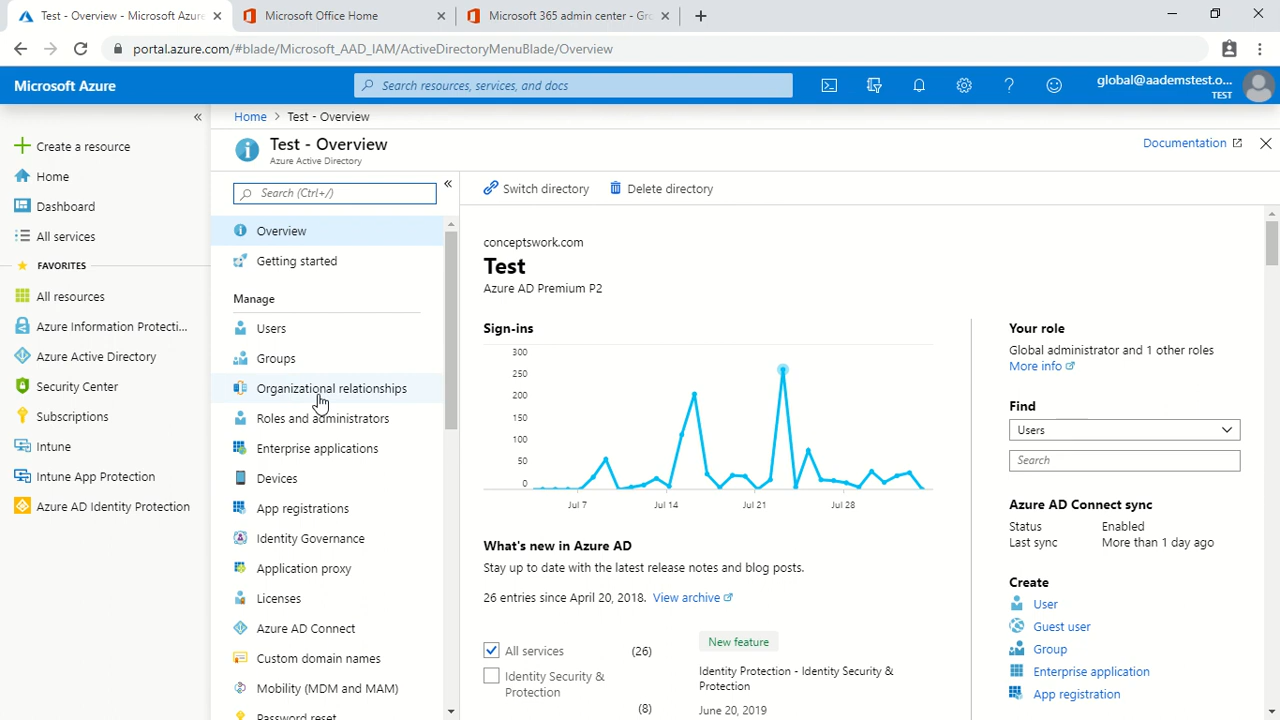 Test - Overview - Microsoft Azure
Microsoft Office Home
Microsoft 365 admin center - Gro
portal.azure.com/#blade/Microsoft_AAD_IAM/ActiveDirectoryMenuBlade/Overview
Microsoft Azure
Search resources, services, and docs
global@aademstest.o...
TEST
Create a resource
Home
Dashboard
All services
FAVORITES
All resources
Azure Information Protecti...
Azure Active Directory
Security Center
Subscriptions
Intune
Intune App Protection
Azure AD Identity Protection
Home > Test - Overview
Test - Overview
Azure Active Directory
Documentation
Search (Ctrl+/)
Overview
Getting started
Manage
Users
Groups
Organizational relationships
Roles and administrators
Enterprise applications
Devices
App registrations
Identity Governance
Application proxy
Licenses
Azure AD Connect
Custom domain names
Mobility (MDM and MAM)
Password reset
Switch directory
Delete directory
conceptswork.com
Test
Azure AD Premium P2
Sign-ins
300
250
200
150
100
50
0
Jul 7
Jul 14
Jul 21
Jul 28
What's new in Azure AD
Stay up to date with the latest release notes and blog posts.
26 entries since April 20, 2018. View archive
All services (26)
Identity Security &
Protection
(8)
New feature
Identity Protection - Identity Security &
Protection
June 20, 2019
Your role
Global administrator and 1 other roles
More info
Find
Users
Search
Azure AD Connect sync
Status Enabled
Last sync More than 1 day ago
Create
User
Guest user
Group
Enterprise application
App registration